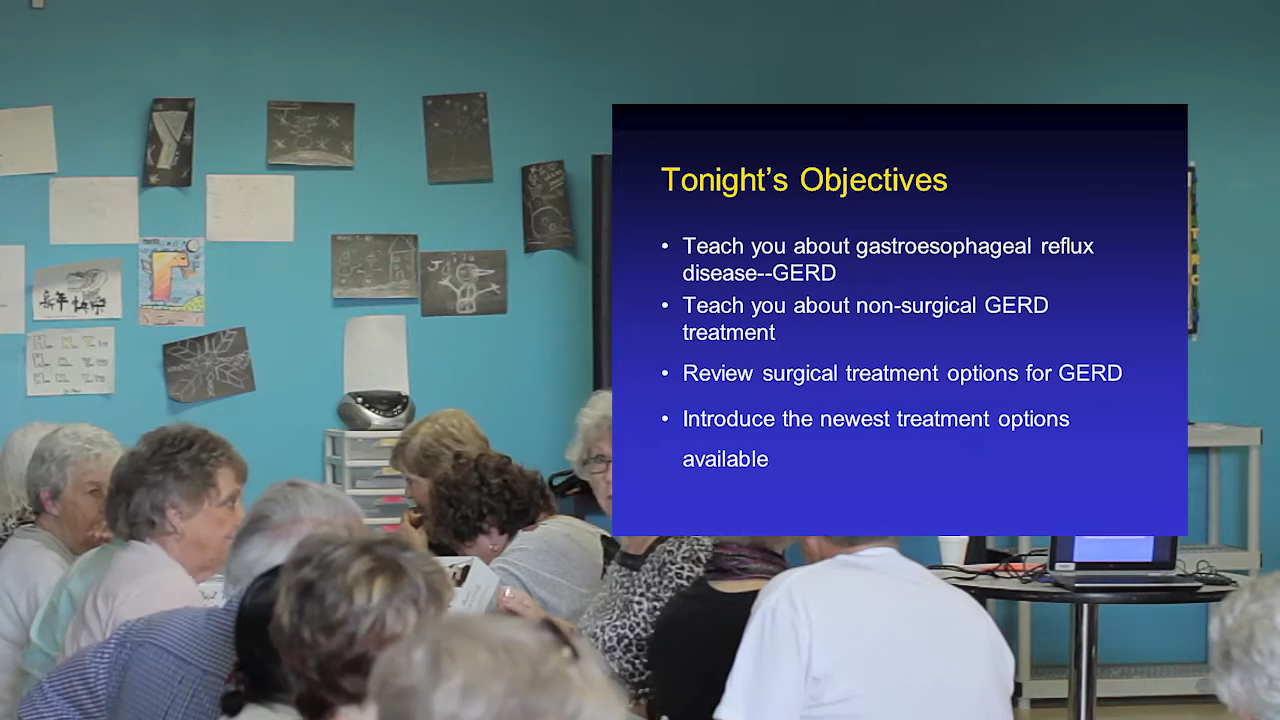 Tonight's Objectives
• Teach you about gastroesophageal reflux
disease--GERD
• Teach you about non-surgical GERD
treatment
• Review surgical treatment options for GERD
• Introduce the newest treatment options
available